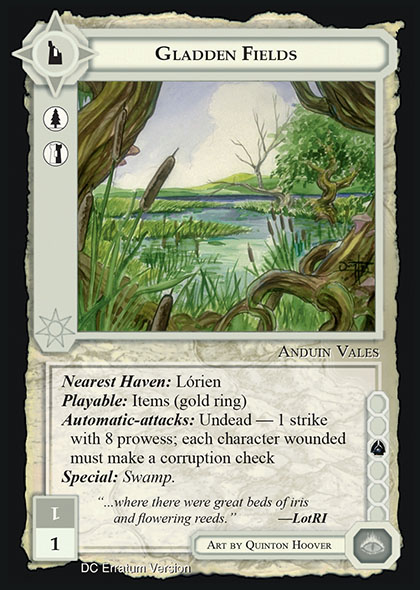 Gladden Fields
Anduin Vales
Nearest Haven: Lórien
Playable: Items (gold ring)
Automatic-attacks: Undead — 1 strike
with 8 prowess; each character wounded
must make a corruption check
Special: Swamp.
"...where there were great beds of iris
and flowering reeds." —LotRI
1
1
Art by Quinton Hoover
DC Erratum Version